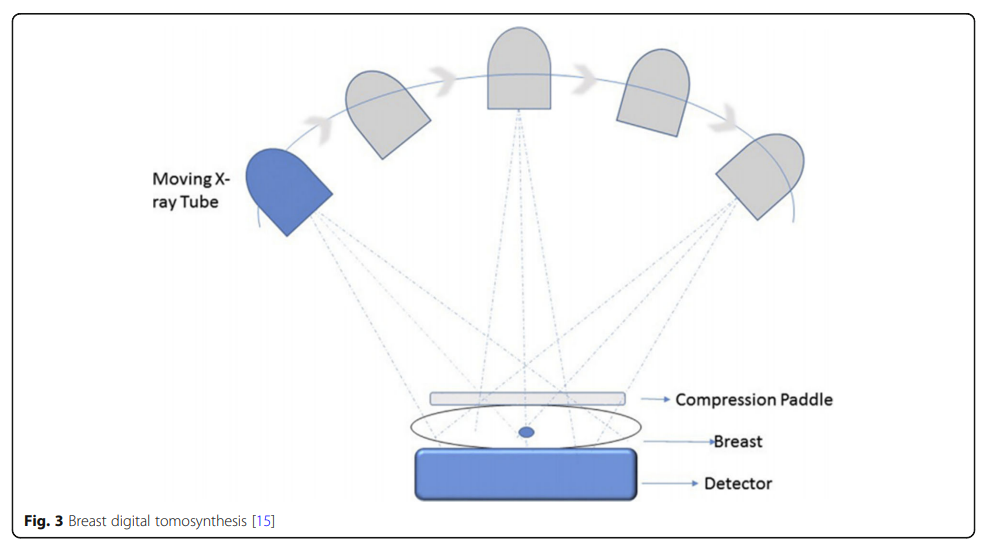 Moving X-
ray Tube
Compression Paddle
Breast
Detector
Fig. 3 Breast digital tomosynthesis [15]